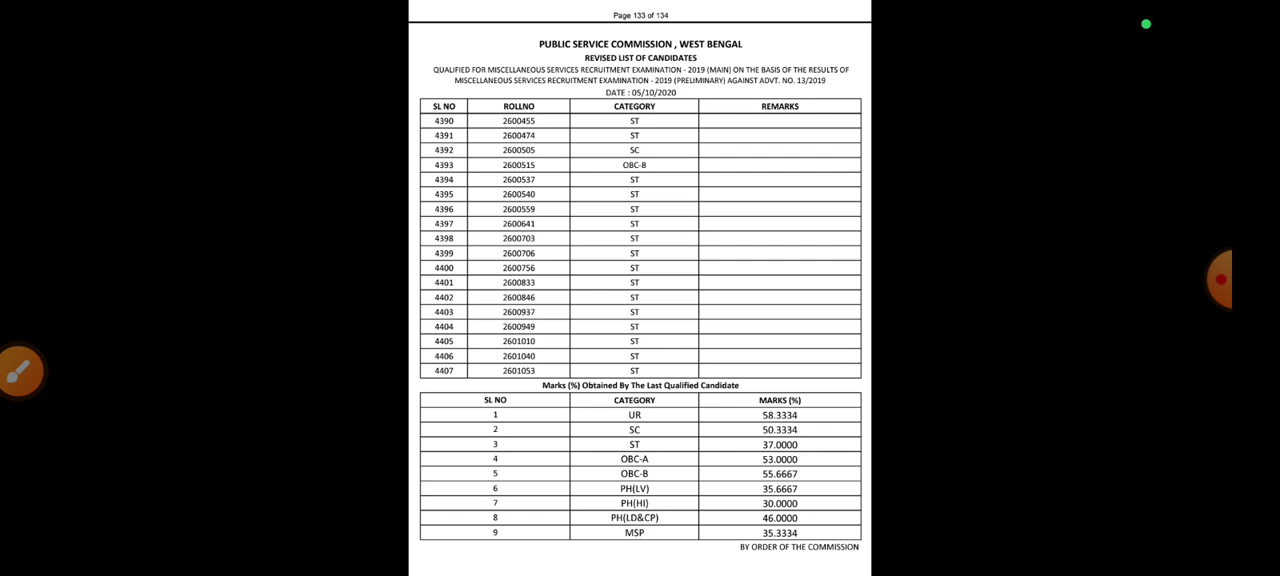 Page 133 of 134
PUBLIC SERVICE COMMISSION , WEST BENGAL
REVISED LIST OF CANDIDATES
QUALIFIED FOR MISCELLANEOUS SERVICES RECRUITMENT EXAMINATION - 2019 (MAIN) ON THE BASIS OF THE RESULTS OF
MISCELLANEOUS SERVICES RECRUITMENT EXAMINATION - 2019 (PRELIMINARY) AGAINST ADVT. NO. 13/2019
DATE : 05/10/2020
SL NO ROLLNO CATEGORY REMARKS
4390 2600455 ST
4391 2600474 ST
4392 2600505 SC
4393 2600515 OBC-B
4394 2600537 ST
4395 2600540 ST
4396 2600559 ST
4397 2600641 ST
4398 2600703 ST
4399 2600706 ST
4400 2600756 ST
4401 2600833 ST
4402 2600846 ST
4403 2600937 ST
4404 2600949 ST
4405 2601010 ST
4406 2601040 ST
4407 2601053 ST
Marks (%) Obtained By The Last Qualified Candidate
SL NO CATEGORY MARKS (%)
1 UR 58.3334
2 SC 50.3334
3 ST 37.0000
4 OBC-A 53.0000
5 OBC-B 55.6667
6 PH(LV) 35.6667
7 PH(HI) 30.0000
8 PH(LD&CP) 46.0000
9 MSP 35.3334
BY ORDER OF THE COMMISSION